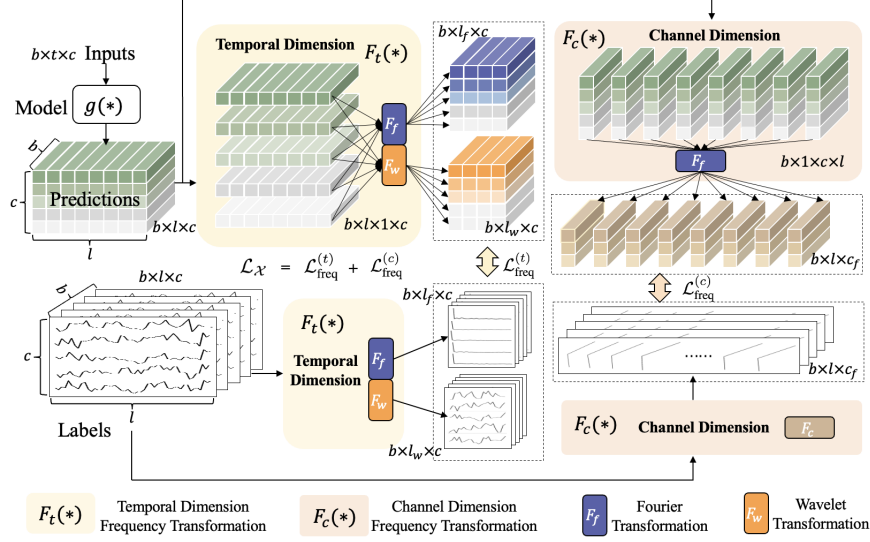 b×t×c Inputs
Model g(*)
b
c
Predictions
b×l×c
l
Temporal Dimension
F_t(*)
F_f
F_w
b×l×1×c
b×l_f×c
b×l_w×c
F_c(*)
Channel Dimension
F_f
b×1×c×l
b×l×c_f
ℒ_𝒳 = ℒ_freq^(t) + ℒ_freq^(c)
ℒ_freq^(t)
ℒ_freq^(c)
b×l×c
b
c
l
Labels
F_t(*)
Temporal
Dimension
F_f
F_w
b×l_f×c
b×l_w×c
......
b×l×c_f
F_c(*)
Channel Dimension
F_c
F_t(*)
Temporal Dimension
Frequency Transformation
F_c(*)
Channel Dimension
Frequency Transformation
F_f
Fourier
Transformation
F_w
Wavelet
Transformation